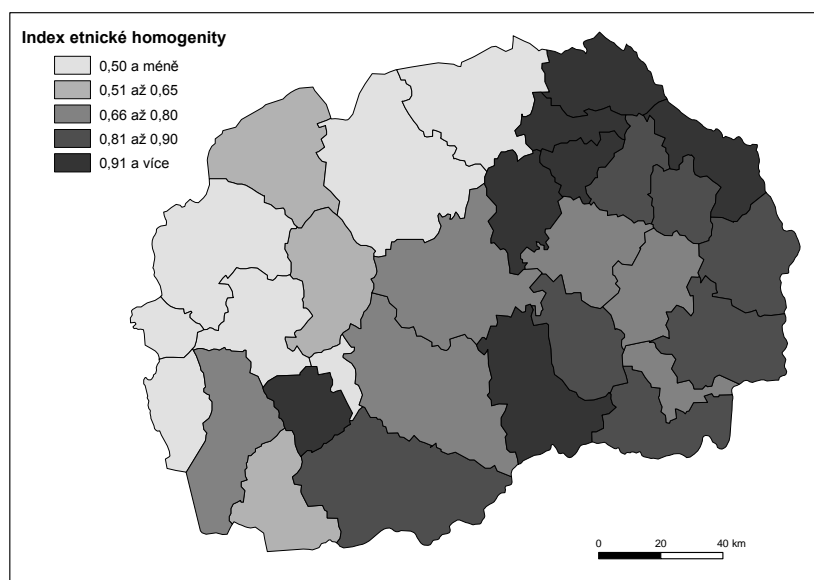 Index etnické homogenity
0,50 a méně
0,51 až 0,65
0,66 až 0,80
0,81 až 0,90
0,91 a více
0 20 40 km